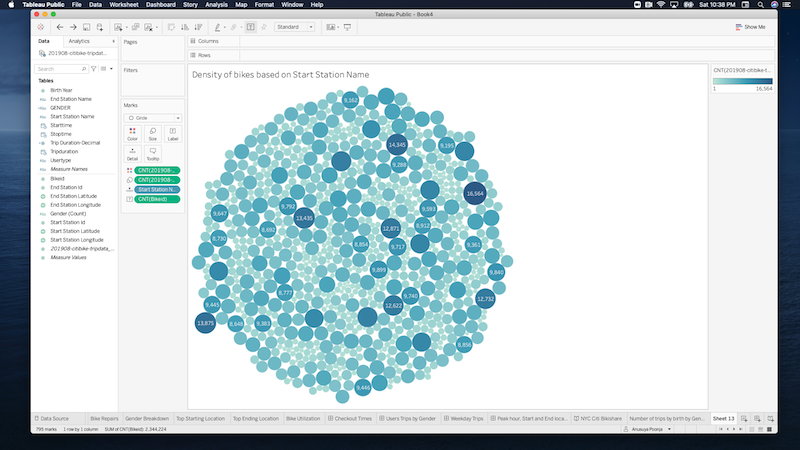 Tableau Public File Data Worksheet Dashboard Story Analysis Map Format Window Help
Sat 10:38 PM
Tableau Public - Book4
Standard
Show Me
Data Analytics
201908-citibike-tripdat...
Search
Tables
Birth Year
End Station Name
GENDER
Start Station Name
Starttime
Stoptime
Trip Duration-Decimal
Tripduration
Usertype
Measure Names
Bikeid
End Station Id
End Station Latitude
End Station Longitude
Gender (Count)
Start Station Id
Start Station Latitude
Start Station Longitude
201908-citibike-tripdata_...
Measure Values
Pages
Filters
Marks
Circle
Color Size Label
Detail Tooltip
CNT(201908-...
CNT(201908-...
Start Station N...
CNT(Bikeid)
Columns
Rows
Density of bikes based on Start Station Name
9,162
14,345
9,195
9,288
16,564
9,647
9,792
13,435
9,593
8,692
12,871
8,912
8,730
8,854
9,717
9,361
9,899
9,840
8,777
9,740
12,732
9,445
12,622
13,875
8,648
9,383
8,856
9,446
CNT(201908-citibike-t...
1 16,564
Data Source Bike Repairs Gender Breakdown Top Starting Location Top Ending Location Bike Utilization Checkout Times Users Trips by Gender Weekday Trips Peak hour, Start and End loca... NYC Citi Bikeshare Number of trips by birth by Gen... Sheet 13
795 marks 1 row by 1 column SUM of CNT(Bikeid): 2,344,224
Anusuya Poonja